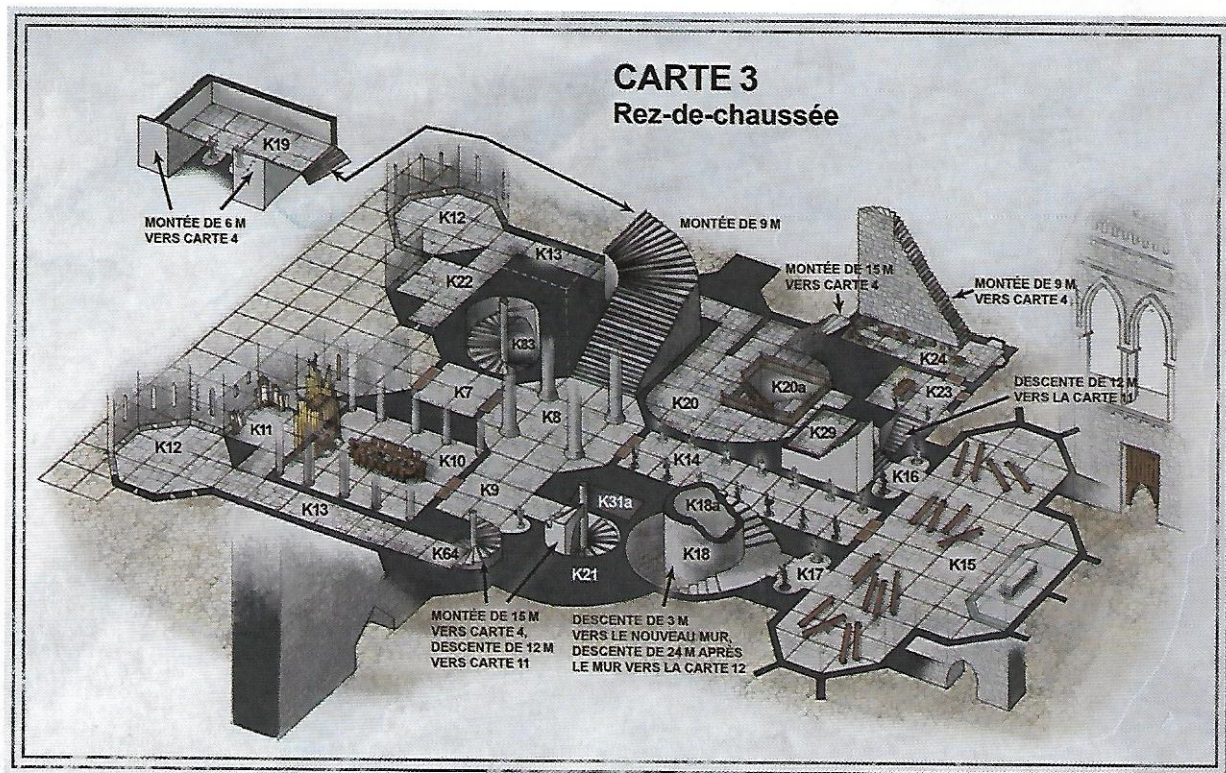 CARTE 3
Rez-de-chaussée
K19
MONTÉE DE 6 M
VERS CARTE 4
K12
K13
MONTÉE DE 9 M
K22
MONTÉE DE 15 M
VERS CARTE 4
MONTÉE DE 9 M
VERS CARTE 4
K83
K24
K7
K20a
K23
DESCENTE DE 12 M
VERS LA CARTE 11
K8
K20
K11
K29
K12
K10
K14
K16
K9
K31a
K18a
K13
K64
K18
K15
K21
K17
MONTÉE DE 15 M
VERS CARTE 4,
DESCENTE DE 12 M
VERS CARTE 11
DESCENTE DE 3 M
VERS LE NOUVEAU MUR,
DESCENTE DE 24 M APRÈS
LE MUR VERS LA CARTE 12